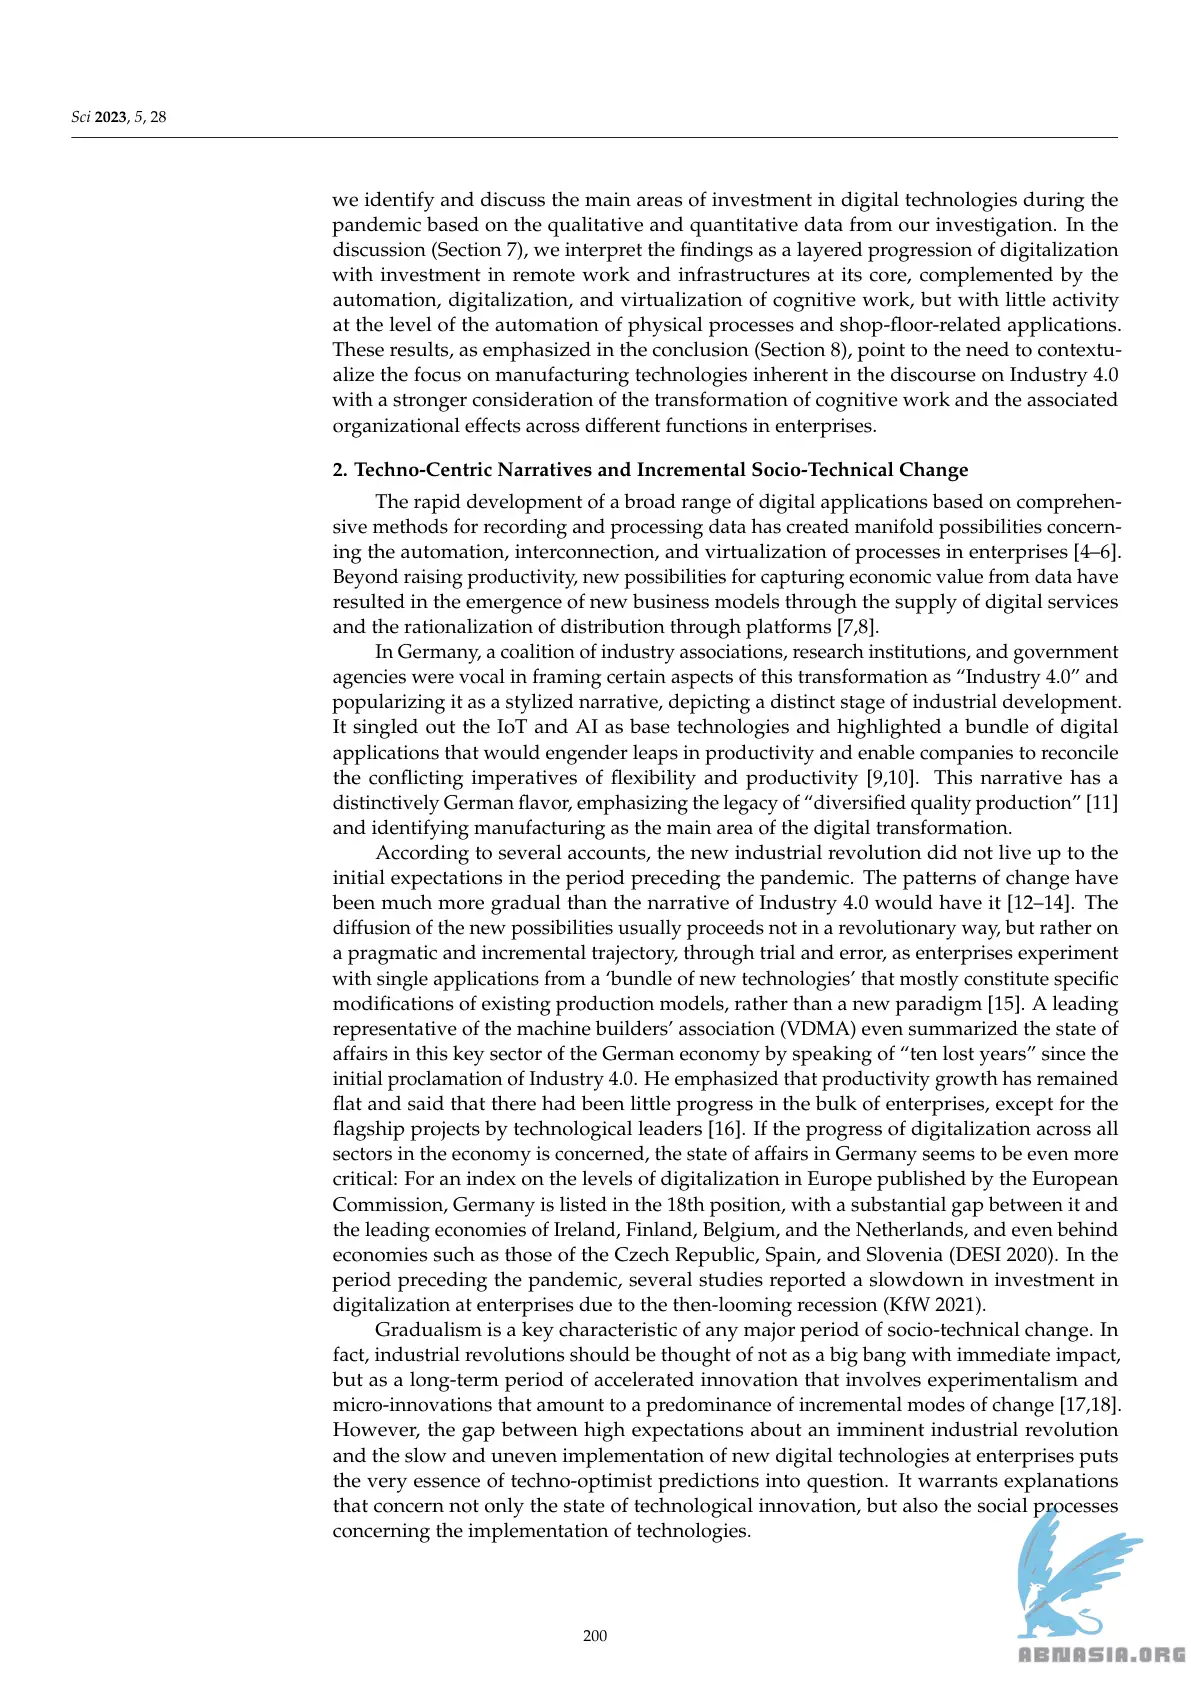 Sci 2023, 5, 28
we identify and discuss the main areas of investment in digital technologies during the
pandemic based on the qualitative and quantitative data from our investigation. In the
discussion (Section 7), we interpret the findings as a layered progression of digitalization
with investment in remote work and infrastructures at its core, complemented by the
automation, digitalization, and virtualization of cognitive work, but with little activity
at the level of the automation of physical processes and shop-floor-related applications.
These results, as emphasized in the conclusion (Section 8), point to the need to contextu-
alize the focus on manufacturing technologies inherent in the discourse on Industry 4.0
with a stronger consideration of the transformation of cognitive work and the associated
organizational effects across different functions in enterprises.
2. Techno-Centric Narratives and Incremental Socio-Technical Change
The rapid development of a broad range of digital applications based on comprehen-
sive methods for recording and processing data has created manifold possibilities concern-
ing the automation, interconnection, and virtualization of processes in enterprises [4–6].
Beyond raising productivity, new possibilities for capturing economic value from data have
resulted in the emergence of new business models through the supply of digital services
and the rationalization of distribution through platforms [7,8].
In Germany, a coalition of industry associations, research institutions, and government
agencies were vocal in framing certain aspects of this transformation as “Industry 4.0” and
popularizing it as a stylized narrative, depicting a distinct stage of industrial development.
It singled out the IoT and AI as base technologies and highlighted a bundle of digital
applications that would engender leaps in productivity and enable companies to reconcile
the conflicting imperatives of flexibility and productivity [9,10]. This narrative has a
distinctively German flavor, emphasizing the legacy of “diversified quality production” [11]
and identifying manufacturing as the main area of the digital transformation.
According to several accounts, the new industrial revolution did not live up to the
initial expectations in the period preceding the pandemic. The patterns of change have
been much more gradual than the narrative of Industry 4.0 would have it [12–14]. The
diffusion of the new possibilities usually proceeds not in a revolutionary way, but rather on
a pragmatic and incremental trajectory, through trial and error, as enterprises experiment
with single applications from a ‘bundle of new technologies’ that mostly constitute specific
modifications of existing production models, rather than a new paradigm [15]. A leading
representative of the machine builders’ association (VDMA) even summarized the state of
affairs in this key sector of the German economy by speaking of “ten lost years” since the
initial proclamation of Industry 4.0. He emphasized that productivity growth has remained
flat and said that there had been little progress in the bulk of enterprises, except for the
flagship projects by technological leaders [16]. If the progress of digitalization across all
sectors in the economy is concerned, the state of affairs in Germany seems to be even more
critical: For an index on the levels of digitalization in Europe published by the European
Commission, Germany is listed in the 18th position, with a substantial gap between it and
the leading economies of Ireland, Finland, Belgium, and the Netherlands, and even behind
economies such as those of the Czech Republic, Spain, and Slovenia (DESI 2020). In the
period preceding the pandemic, several studies reported a slowdown in investment in
digitalization at enterprises due to the then-looming recession (KfW 2021).
Gradualism is a key characteristic of any major period of socio-technical change. In
fact, industrial revolutions should be thought of not as a big bang with immediate impact,
but as a long-term period of accelerated innovation that involves experimentalism and
micro-innovations that amount to a predominance of incremental modes of change [17,18].
However, the gap between high expectations about an imminent industrial revolution
and the slow and uneven implementation of new digital technologies at enterprises puts
the very essence of techno-optimist predictions into question. It warrants explanations
that concern not only the state of technological innovation, but also the social processes
concerning the implementation of technologies.
200
ABNASIA.ORG